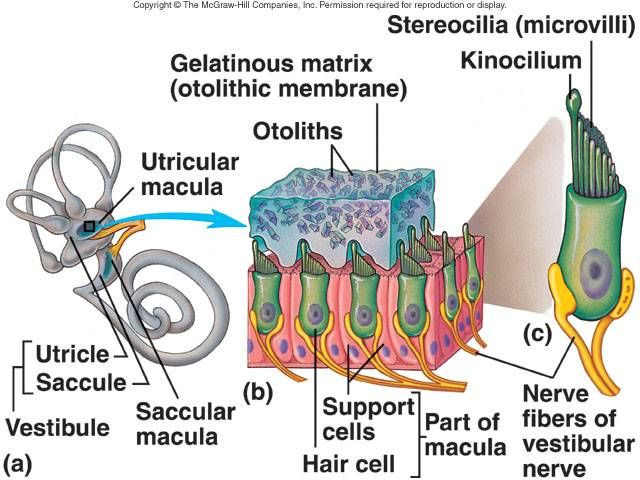 Copyright © The McGraw-Hill Companies, Inc. Permission required for reproduction or display.
Stereocilia (microvilli)
Kinocilium
Gelatinous matrix
(otolithic membrane)
Otoliths
Utricular
macula
Utricle
Saccule
Vestibule
(a)
Saccular
macula
(b)
Support
cells
Hair cell
Part of
macula
(c)
Nerve
fibers of
vestibular
nerve